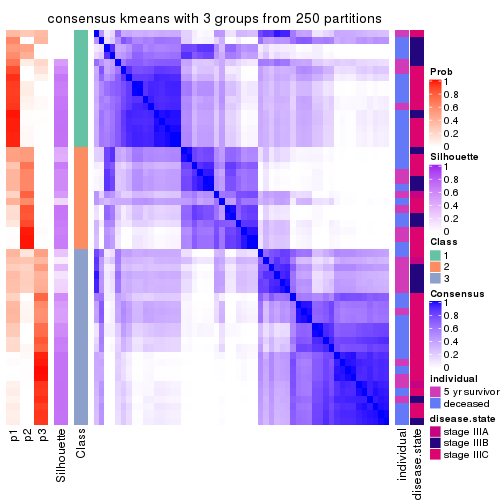 consensus kmeans with 3 groups from 250 partitions
p1
p2
p3
Silhouette
Class
individual
disease.state
Prob
1
0.8
0.6
0.4
0.2
0
Silhouette
1
0.8
0.6
0.4
0.2
0
Class
1
2
3
Consensus
1
0.8
0.6
0.4
0.2
0
individual
5 yr survivor
deceased
disease.state
stage IIIA
stage IIIB
stage IIIC